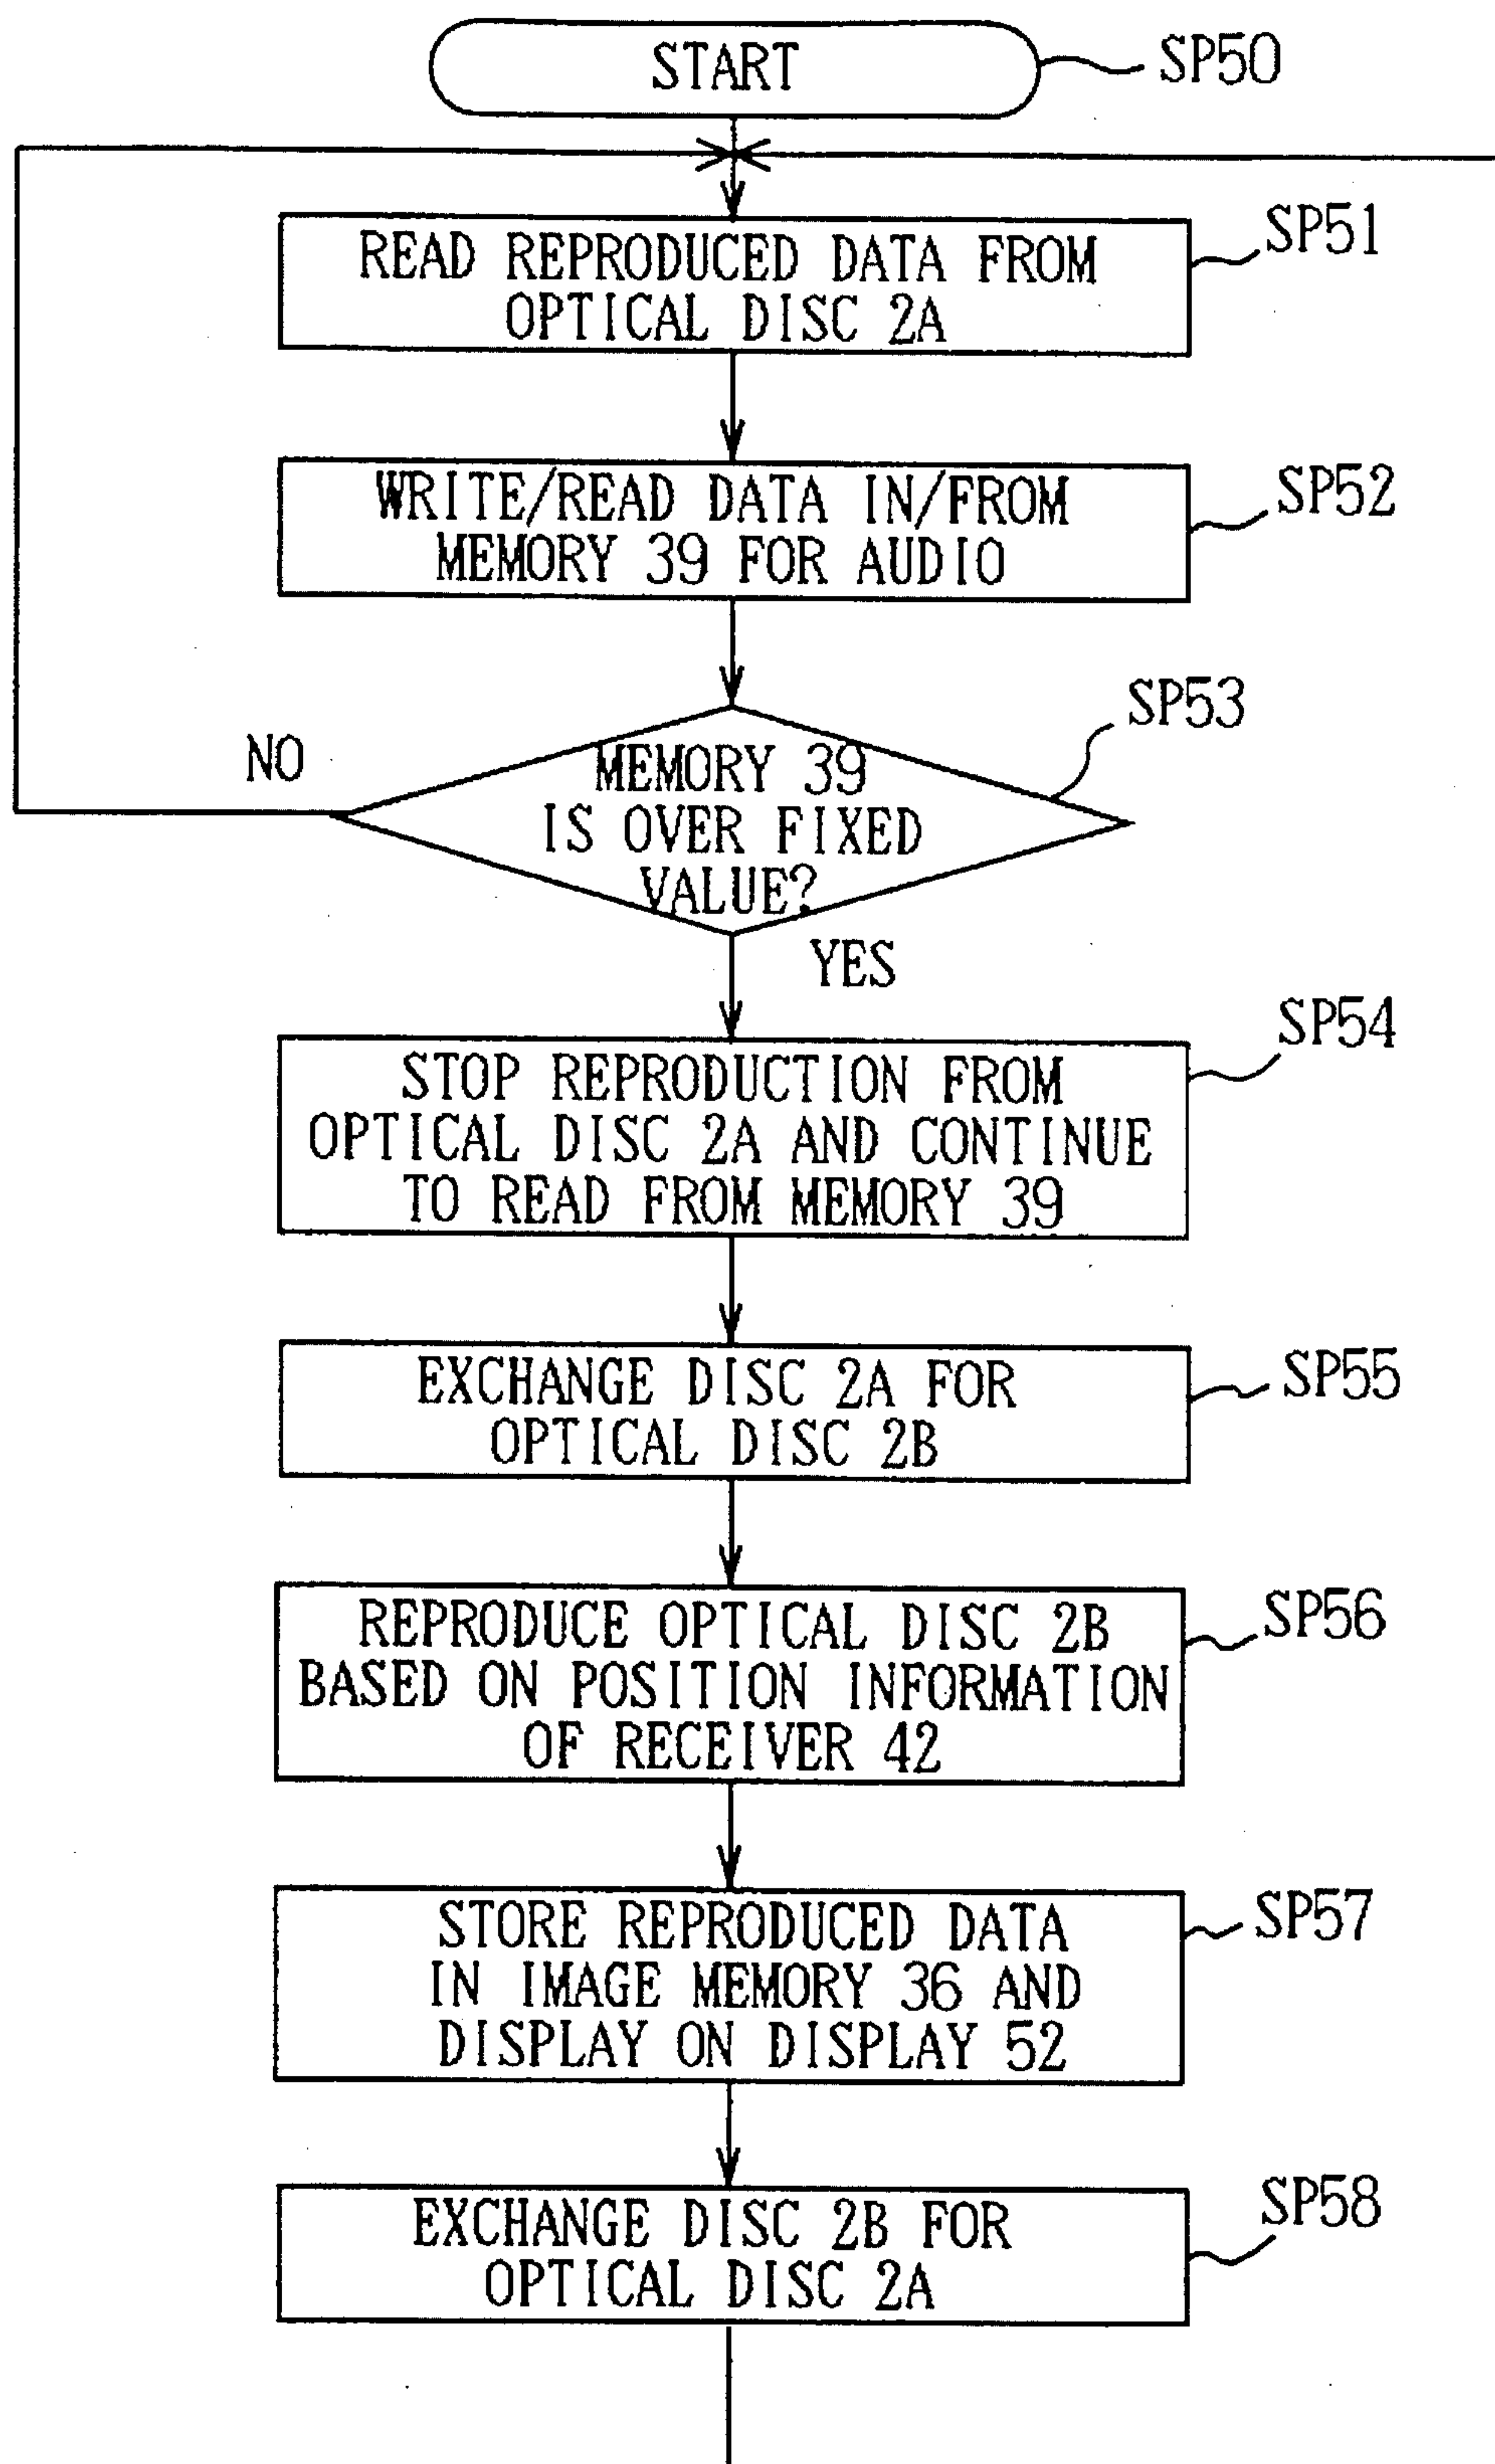 START
SP50
READ REPRODUCED DATA FROM
OPTICAL DISC 2A
SP51
WRITE/READ DATA IN/FROM
MEMORY 39 FOR AUDIO
SP52
MEMORY 39
IS OVER FIXED
VALUE?
SP53
NO
YES
STOP REPRODUCTION FROM
OPTICAL DISC 2A AND CONTINUE
TO READ FROM MEMORY 39
SP54
EXCHANGE DISC 2A FOR
OPTICAL DISC 2B
SP55
REPRODUCE OPTICAL DISC 2B
BASED ON POSITION INFORMATION
OF RECEIVER 42
SP56
STORE REPRODUCED DATA
IN IMAGE MEMORY 36 AND
DISPLAY ON DISPLAY 52
SP57
EXCHANGE DISC 2B FOR
OPTICAL DISC 2A
SP58